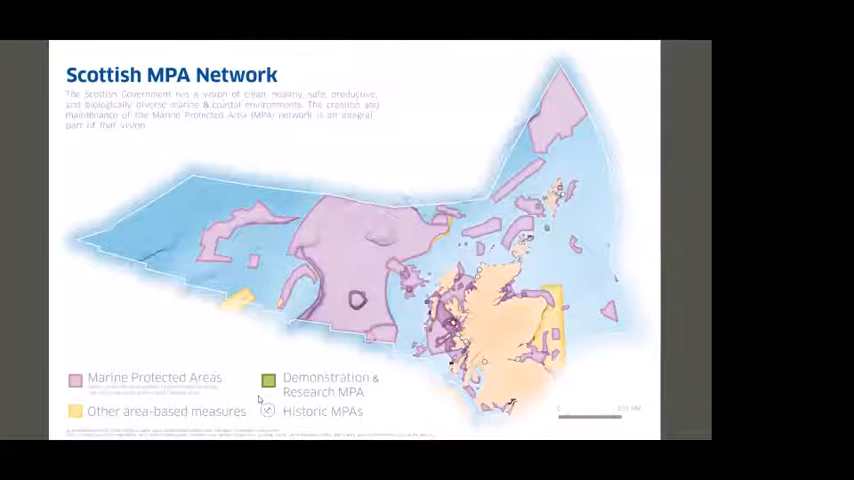 Scottish MPA Network
The Scottish Government has a vision of clean, healthy, safe, productive,
and biologically diverse marine & coastal environments. The creation and
maintenance of the Marine Protected Area (MPA) network is an integral
part of that vision.
Marine Protected Areas
Demonstration &
Research MPA
Other area-based measures
Historic MPAs
0